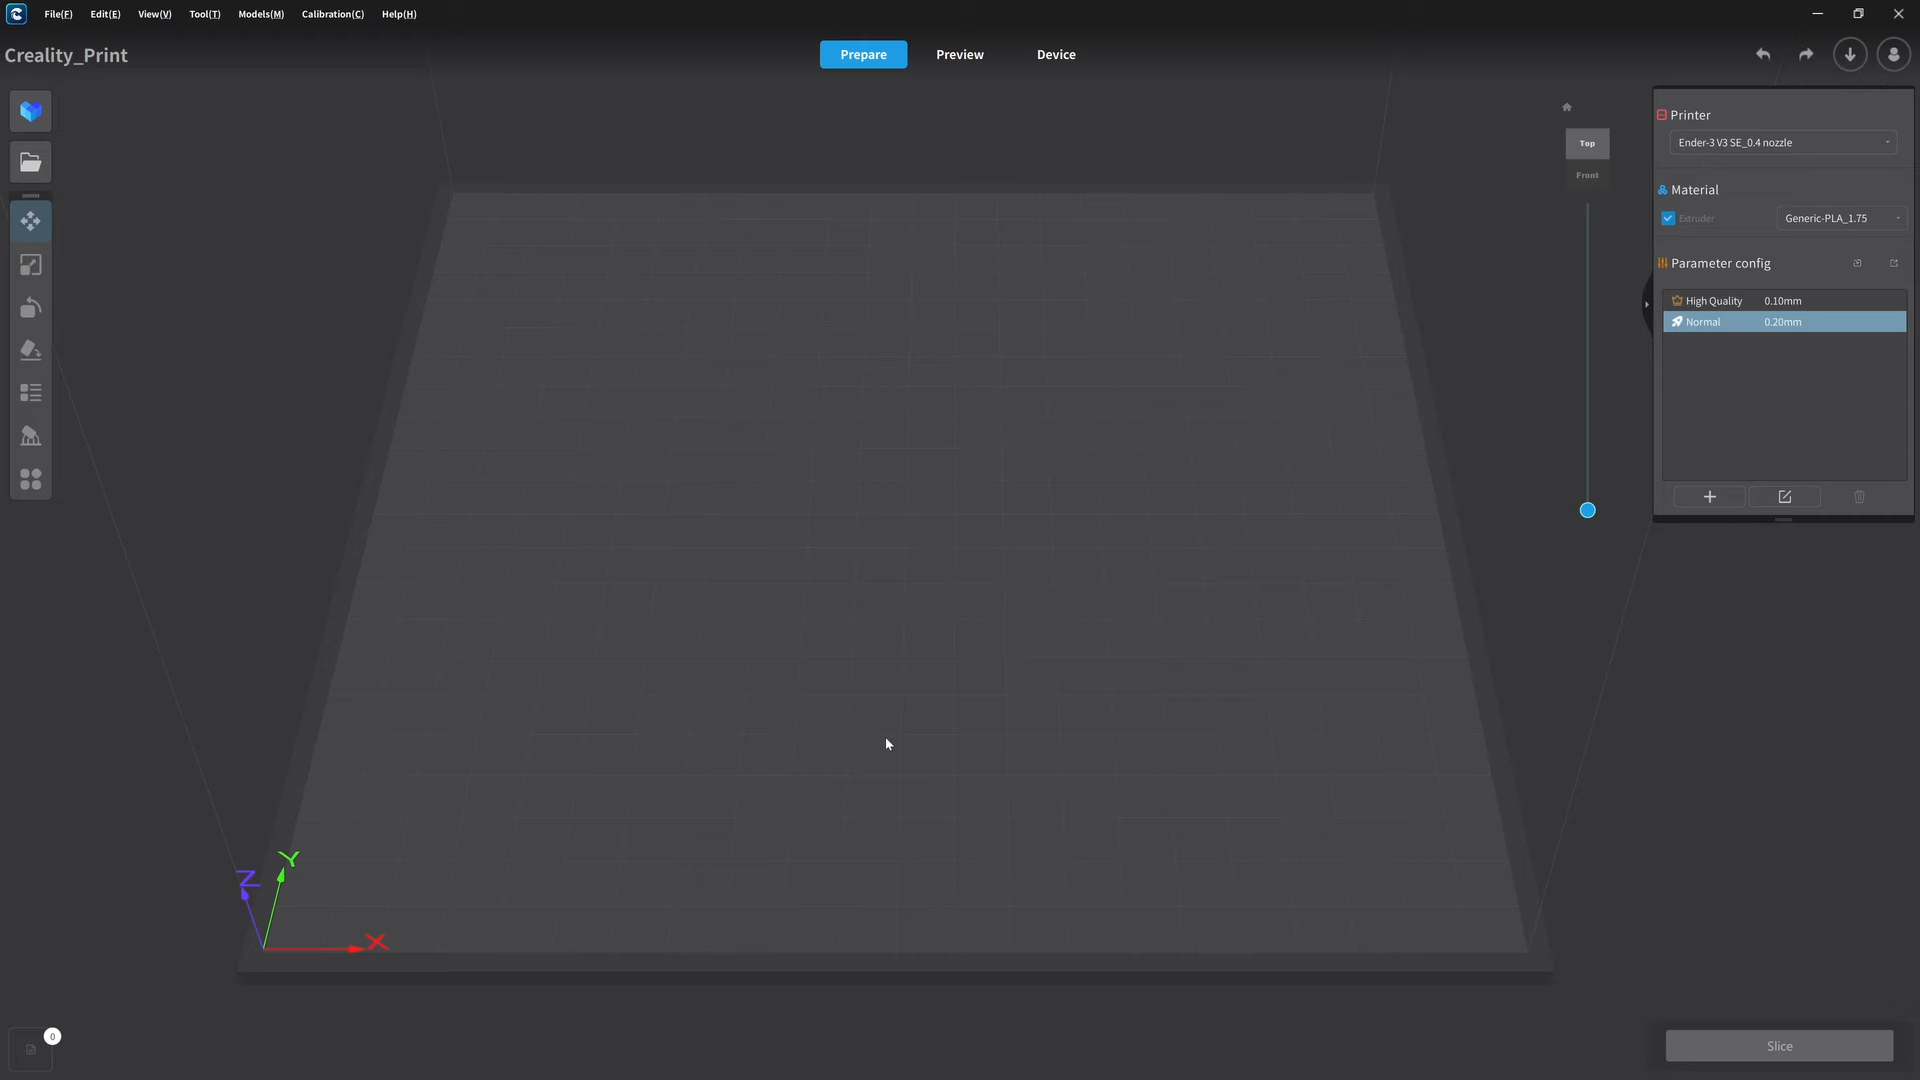 File(F) Edit(E) View(V) Tool(T) Models(M) Calibration(C) Help(H)
Creality_Print
Prepare Preview Device
Top
Front
Printer
Ender-3 V3 SE_0.4 nozzle
Material
Extruder Generic-PLA_1.75
Parameter config
High Quality 0.10mm
Normal 0.20mm
Z
Y
X
0
Slice